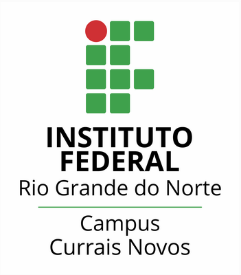 INSTITUTO
FEDERAL
Rio Grande do Norte
Campus
Currais Novos